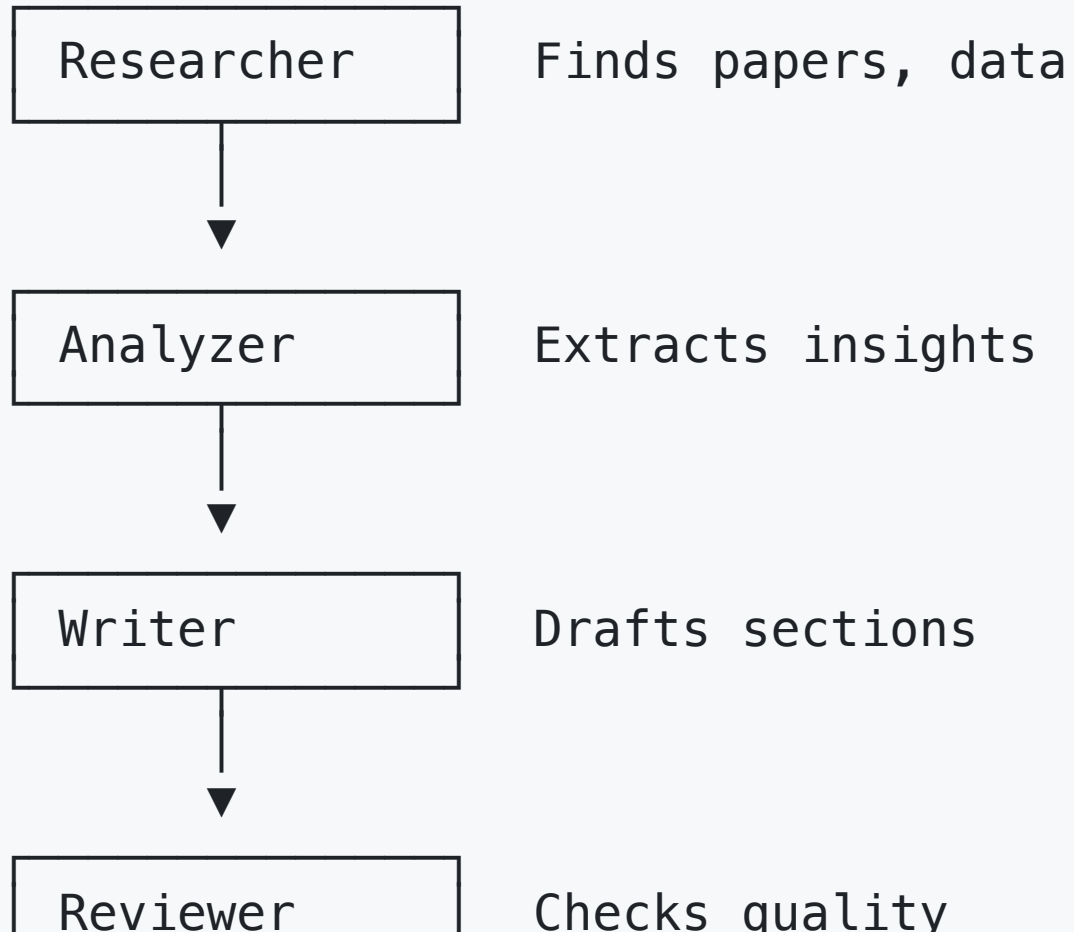 Researcher Finds papers, data
Analyzer Extracts insights
Writer Drafts sections
Reviewer Checks quality